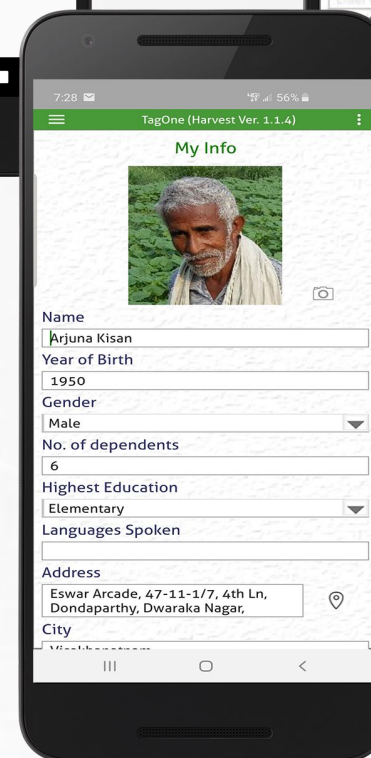 7:28
56%
TagOne (Harvest Ver. 1.1.4)
My Info
Name
Arjuna Kisan
Year of Birth
1950
Gender
Male
No. of dependents
6
Highest Education
Elementary
Languages Spoken
Address
Eswar Arcade, 47-11-1/7, 4th Ln,
Dondaparthy, Dwaraka Nagar,
City